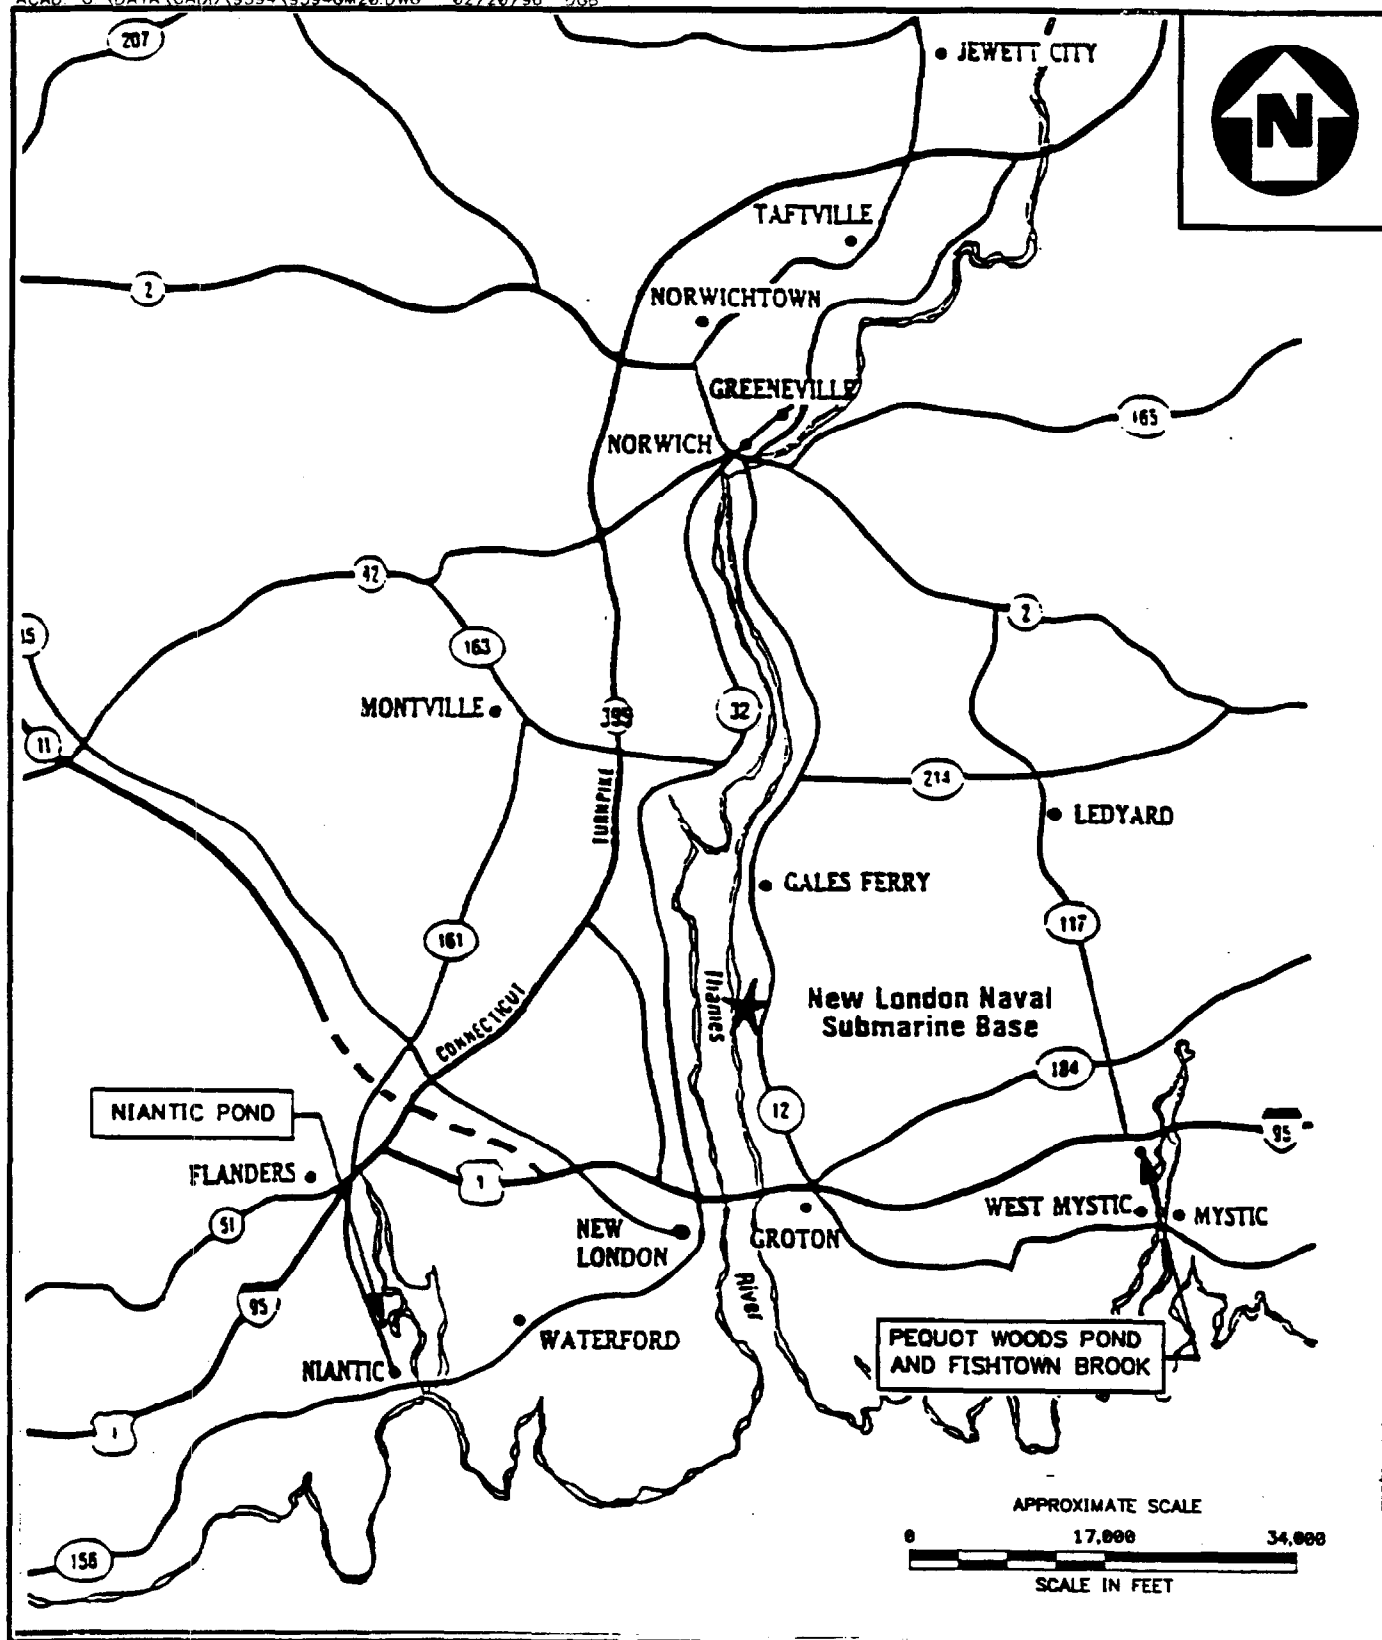 207
JEWETT CITY
N
TAFTVILLE
2
NORWICHTOWN
GREENEVILLE
165
NORWICH
163
2
MONTVILLE
395
32
11
214
TURNPIKE
LEDYARD
GALES FERRY
161
117
Thames
New London Naval
Submarine Base
CONNECTICUT
184
NIANTIC POND
12
95
FLANDERS
1
WEST MYSTIC
MYSTIC
51
NEW
LONDON
GROTON
95
River
WATERFORD
PEQUOT WOODS POND
AND FISHTOWN BROOK
NIANTIC
1
APPROXIMATE SCALE
0 17,000 34,000
SCALE IN FEET
156